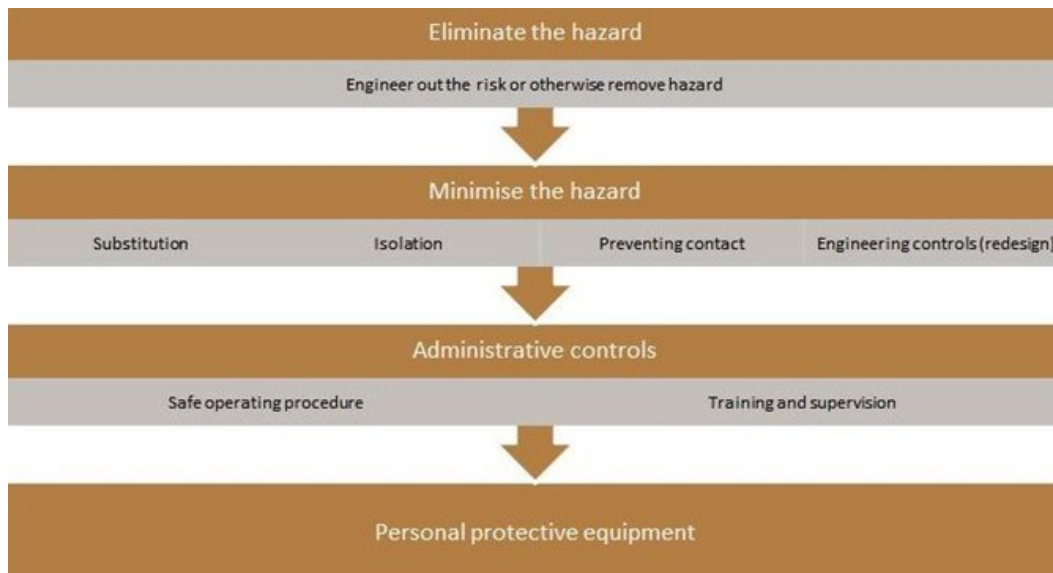 Eliminate the hazard
Engineer out the risk or otherwise remove hazard
Minimise the hazard
Substitution
Isolation
Preventing contact
Engineering controls (redesign)
Administrative controls
Safe operating procedure
Training and supervision
Personal protective equipment